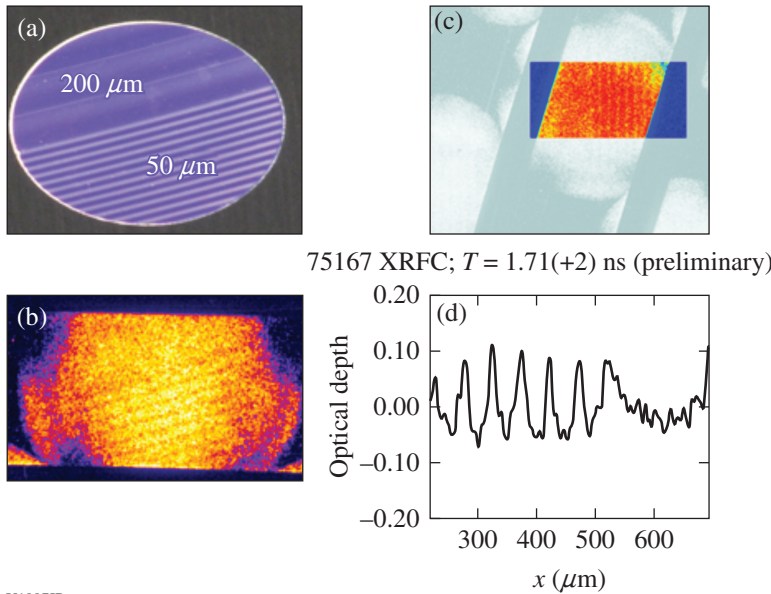 (a)
200 μm
50 μm
(b)
(c)
75167 XRFC; T = 1.71(+2) ns (preliminary)
(d)
Optical depth
0.20
0.10
0.00
–0.10
–0.20
300 400 500 600
x (μm)